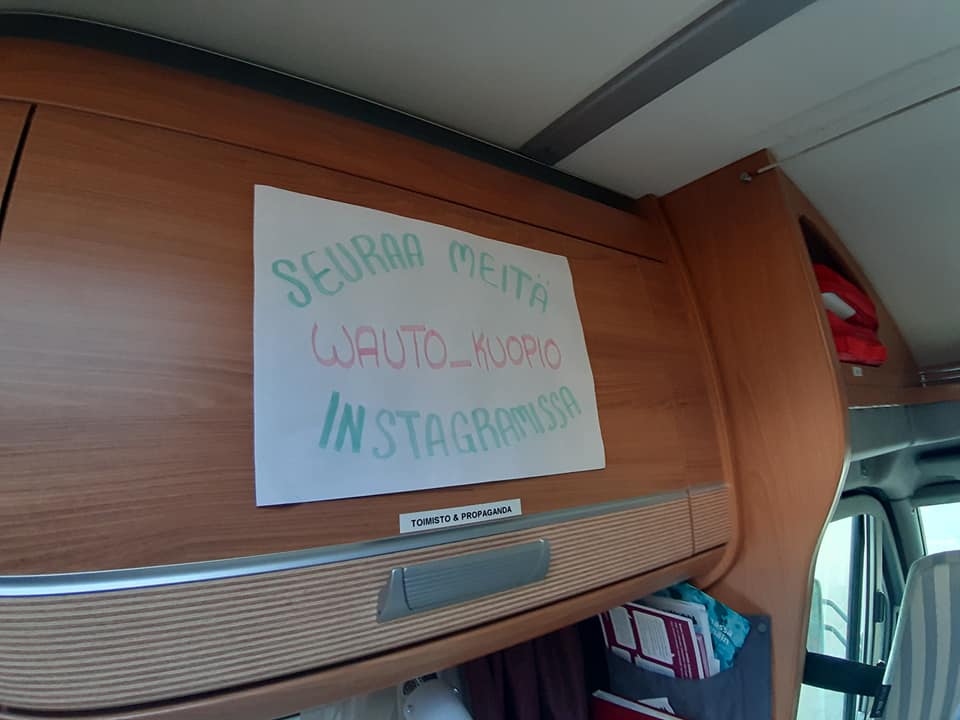 SEURAA MEITÄ
WAUTO_KUOPIO
INSTAGRAMISSA
TOIMISTO & PROPAGANDA